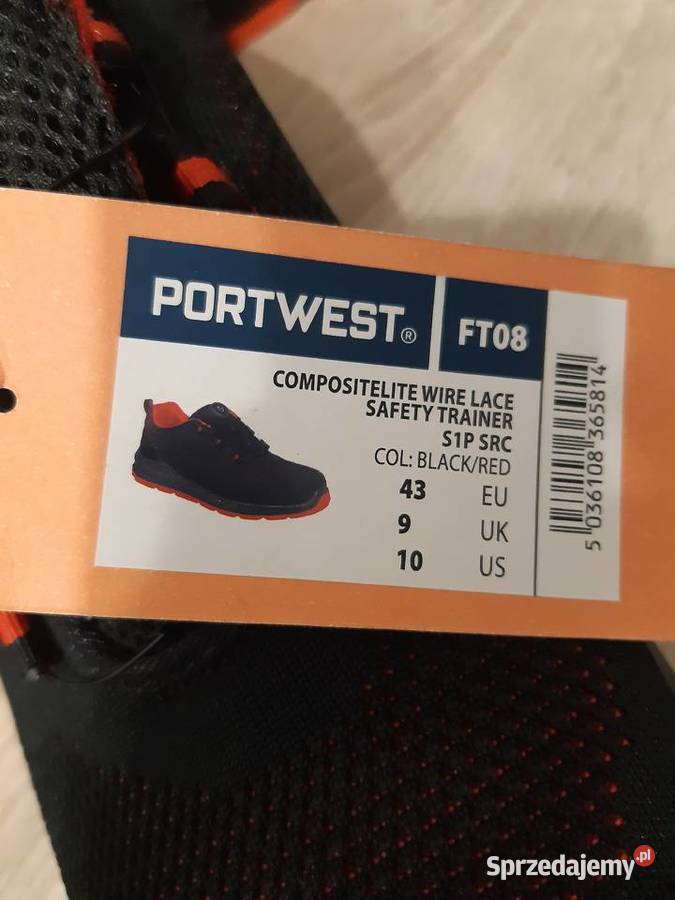 PORTWEST®
FT08
COMPOSITELITE WIRE LACE
SAFETY TRAINER
S1P SRC
COL: BLACK/RED
43 EU
9 UK
10 US
5 036108 365814
Sprzedajemy.pl